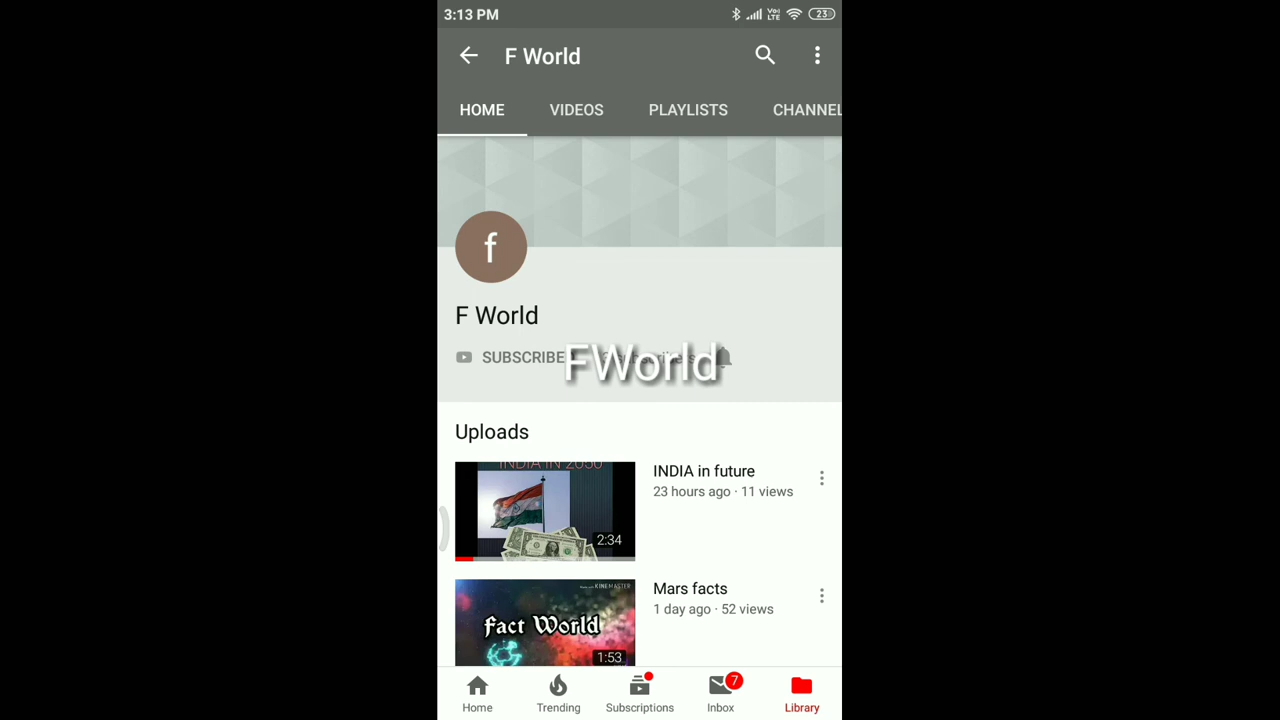 3:13 PM
VoI LTE 23
F World
HOME VIDEOS PLAYLISTS CHANNEL
f
F World
SUBSCRIBE
FWorld
Uploads
INDIA IN 2050
INDIA in future
23 hours ago · 11 views
2:34
Mars facts
1 day ago · 52 views
KINEMASTER
Fact World
1:53
7
Home Trending Subscriptions Inbox Library